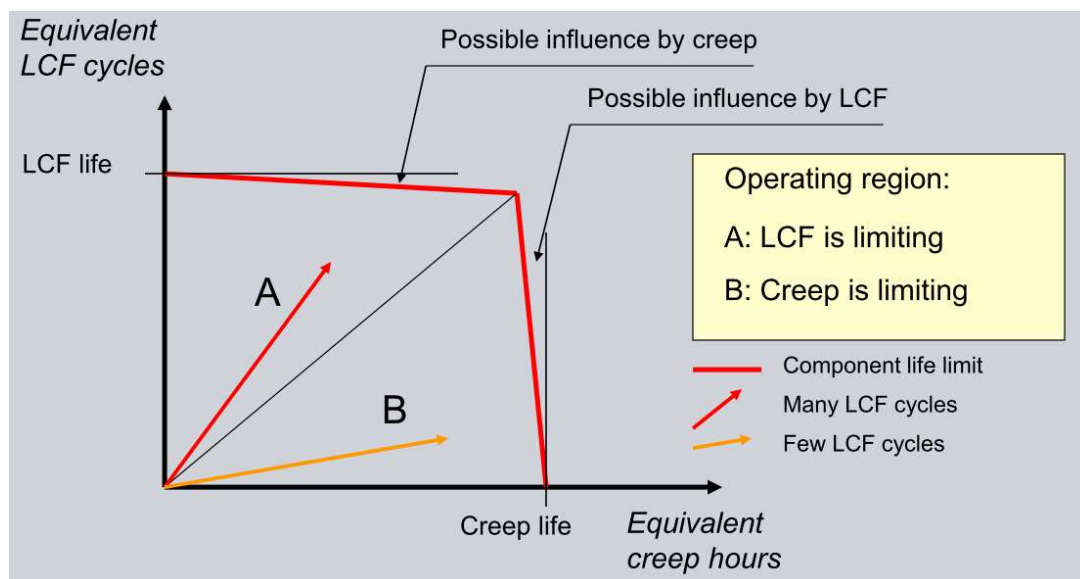 Equivalent
LCF cycles
Possible influence by creep
Possible influence by LCF
LCF life
Operating region:
A: LCF is limiting
B: Creep is limiting
A
B
Component life limit
Many LCF cycles
Few LCF cycles
Creep life
Equivalent
creep hours